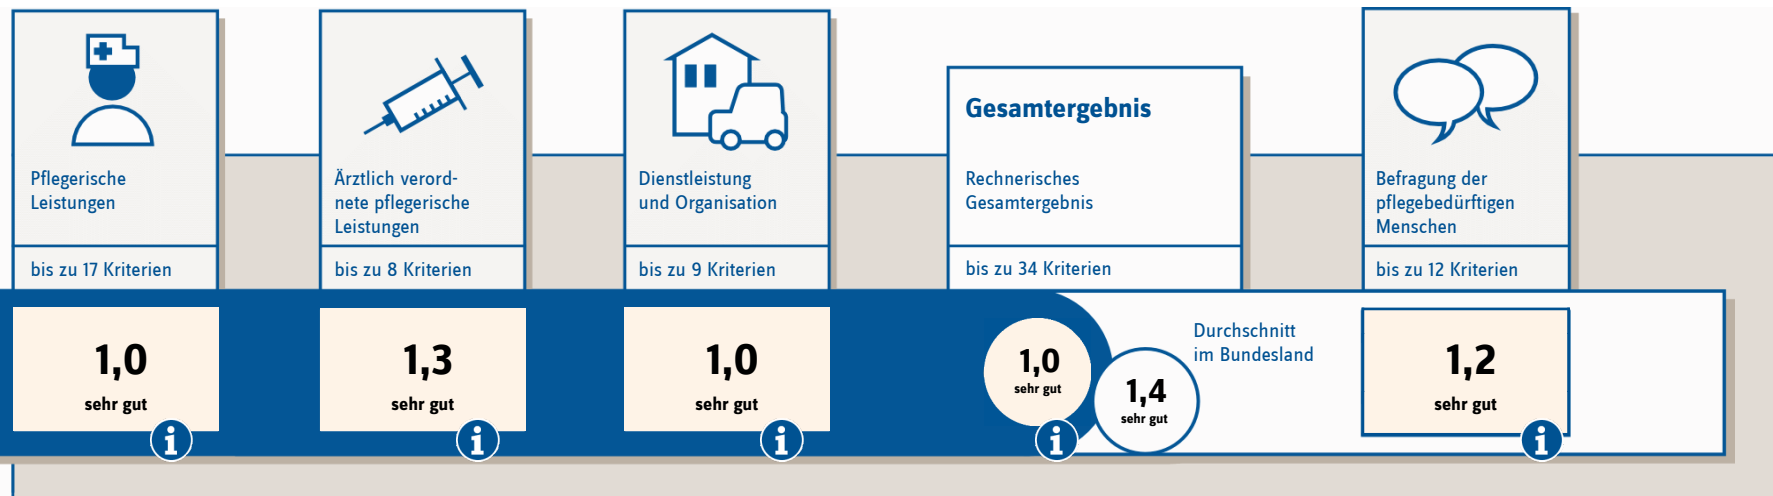 Pflegerische
Leistungen
bis zu 17 Kriterien
1,0
sehr gut
i
Ärztlich verord-
nete pflegerische
Leistungen
bis zu 8 Kriterien
1,3
sehr gut
i
Dienstleistung
und Organisation
bis zu 9 Kriterien
1,0
sehr gut
i
Gesamtergebnis
Rechnerisches
Gesamtergebnis
bis zu 34 Kriterien
1,0
sehr gut
i
1,4
sehr gut
Durchschnitt
im Bundesland
Befragung der
pflegebedürftigen
Menschen
bis zu 12 Kriterien
1,2
sehr gut
i